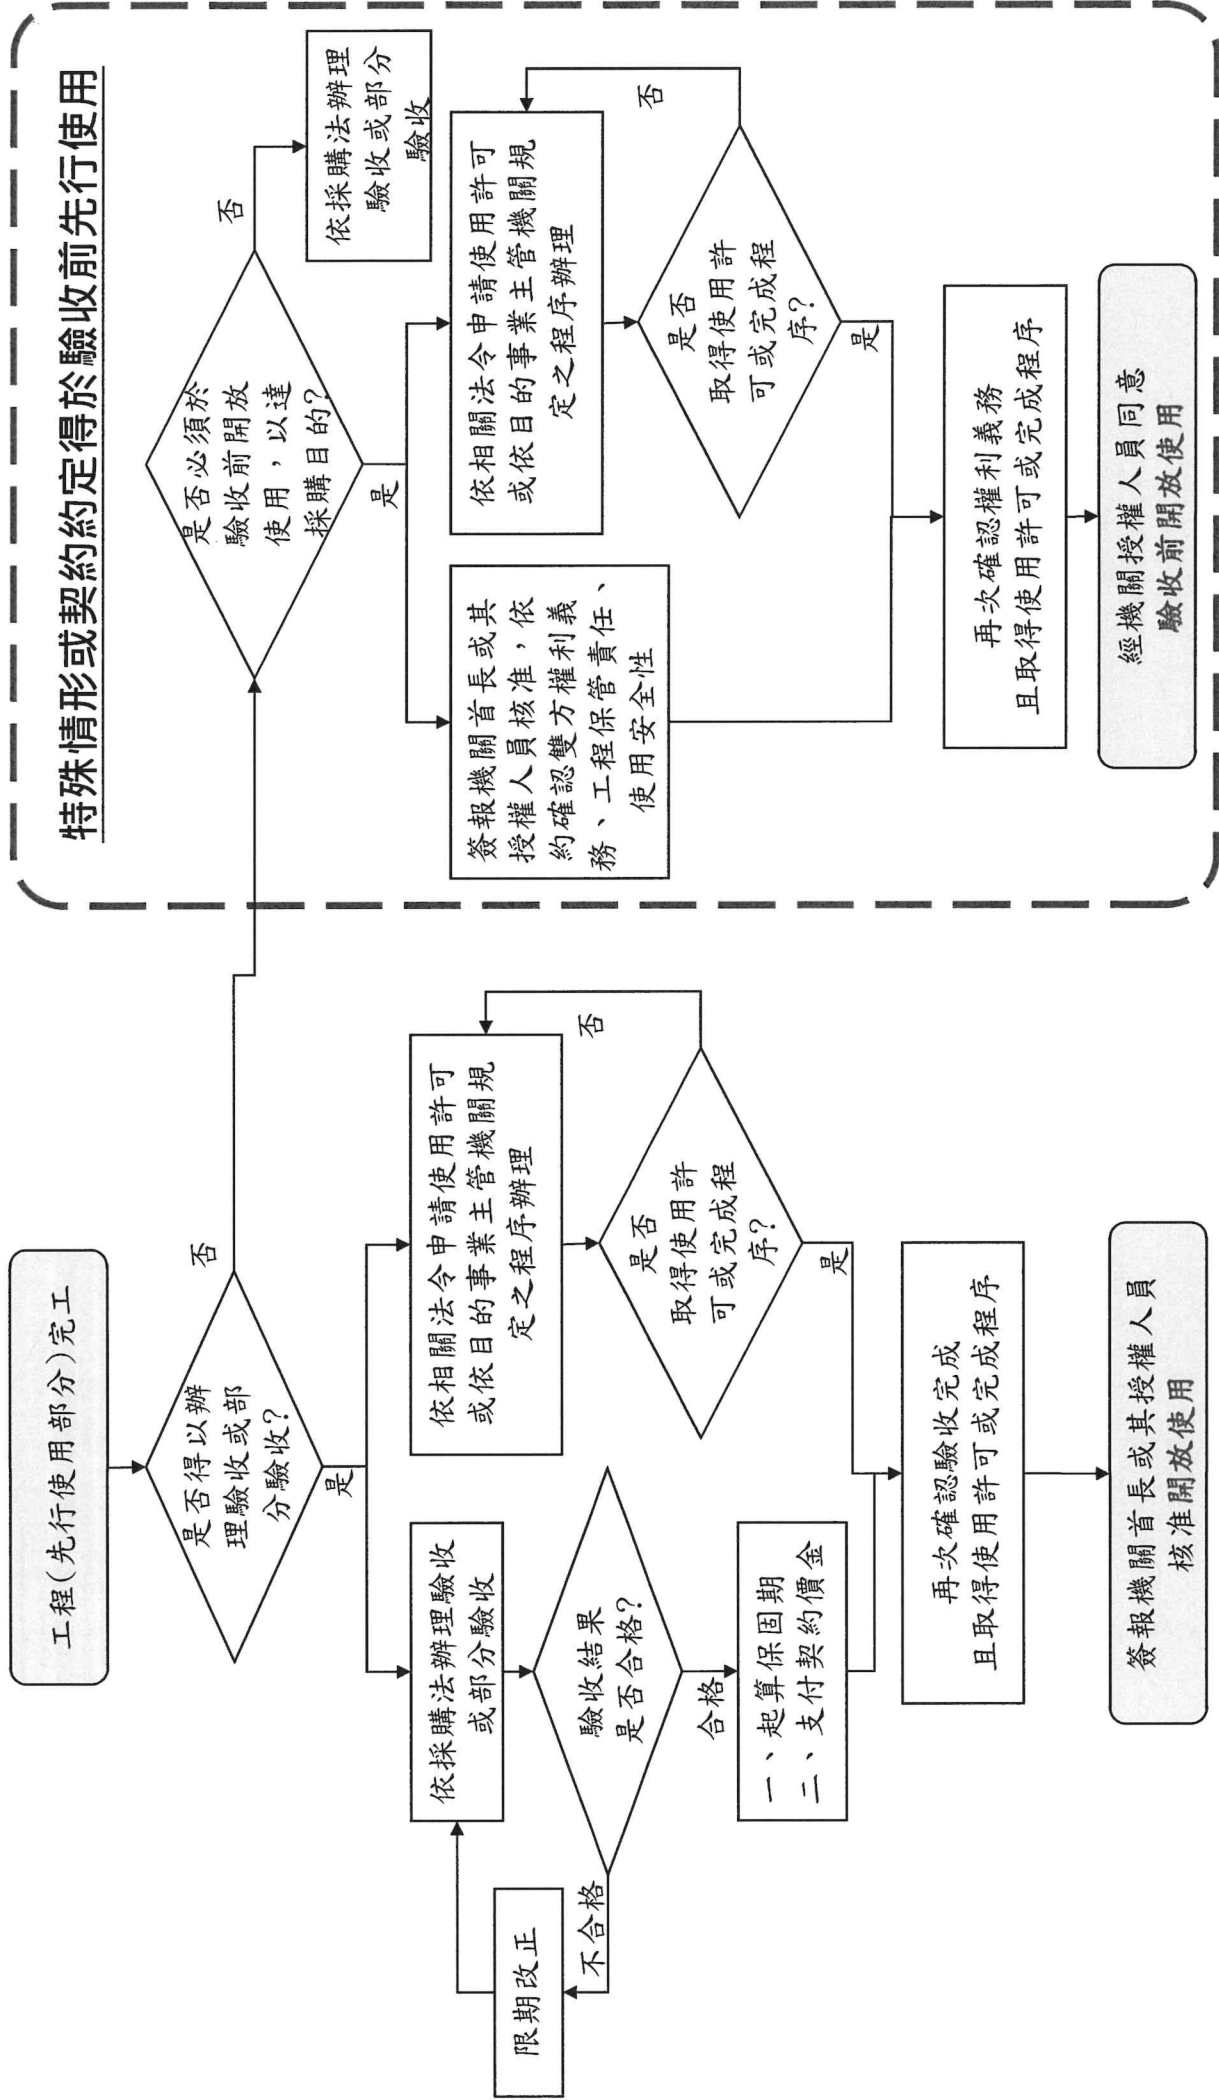 工程(先行使用部分)完工
是否得以辦
理驗收或部
分驗收?
是
否
依採購法辦理驗收
或部分驗收
驗收結果
是否合格?
不合格
限期改正
合格
一、起算保固期
二、支付契約價金
依相關法令申請使用許可
或依目的事業主管機關規
定之程序辦理
是否
取得使用許
可或完成程
序?
否
是
再次確認驗收完成
且取得使用許可或完成程序
簽報機關首長或其授權人員
核准開放使用
特殊情形或契約約定得於驗收前先行使用
是否必須於
驗收前開放
使用,以達
採購目的?
否
依採購法辦理
驗收或部分
驗收
是
簽報機關首長或其
授權人員核准,依
約確認雙方權利義
務、工程保管責任、
使用安全性
依相關法令申請使用許可
或依目的事業主管機關規
定之程序辦理
是否
取得使用許
可或完成程
序?
否
是
再次確認權利義務
且取得使用許可或完成程序
經機關授權人員同意
驗收前開放使用